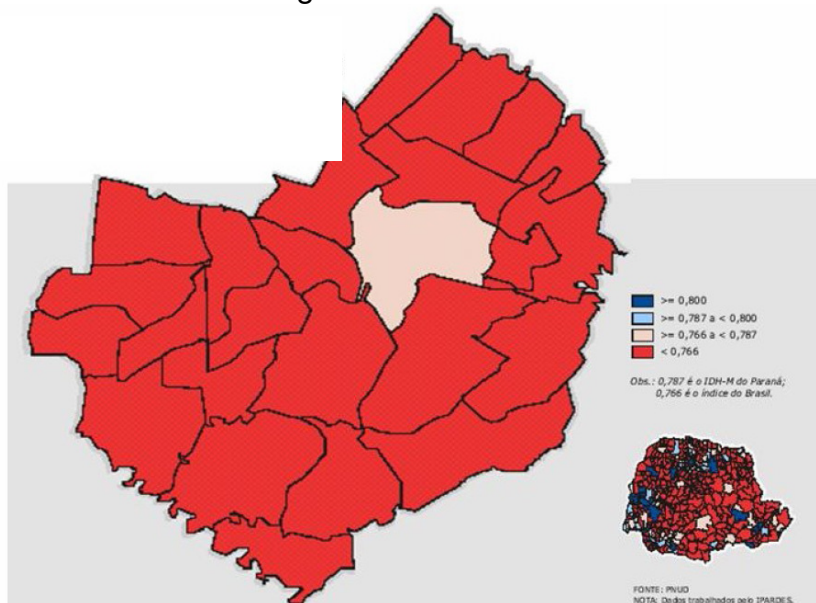 >= 0,800
>= 0,787 a < 0,800
>= 0,766 a < 0,787
< 0,766
Obs.: 0,787 é o IDH-M do Paraná;
0,766 é o índice do Brasil.
FONTE: PNUD
NOTA: Dados trabalhados pelo IPARDES.